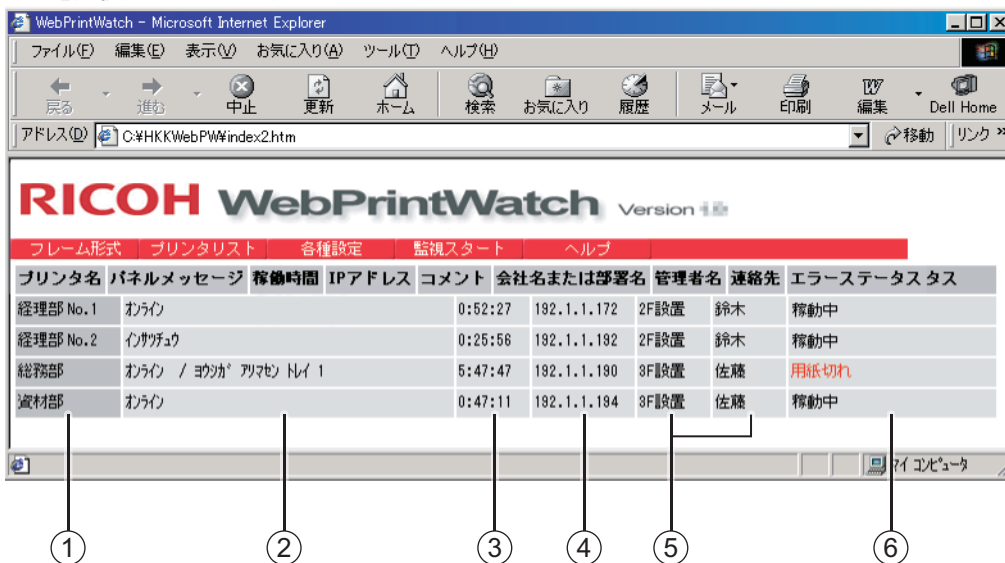 WebPrintWatch - Microsoft Internet Explorer
ファイル(F) 編集(E) 表示(V) お気に入り(A) ツール(T) ヘルプ(H)
戻る 進む 中止 更新 ホーム 検索 お気に入り 履歴 メール 印刷 編集 Dell Home
アドレス(D) C:¥HKKWebPW¥index2.htm 移動 リンク »
RICOH WebPrintWatch Version
フレーム形式 プリンタリスト 各種設定 監視スタート ヘルプ
プリンタ名 パネルメッセージ 稼働時間 IPアドレス コメント 会社名または部署名 管理者名 連絡先 エラーステータス タス
経理部 No.1 オンライン 0:52:27 192.1.1.172 2F設置 鈴木 稼動中
経理部 No.2 インサツチュウ 0:25:56 192.1.1.192 2F設置 鈴木 稼動中
総務部 オンライン / ヨウシガ アリマセン トレイ 1 5:47:47 192.1.1.190 3F設置 佐藤 用紙切れ
資材部 オンライン 0:47:11 192.1.1.194 3F設置 佐藤 稼動中
マイ コンピュータ
1 2 3 4 5 6